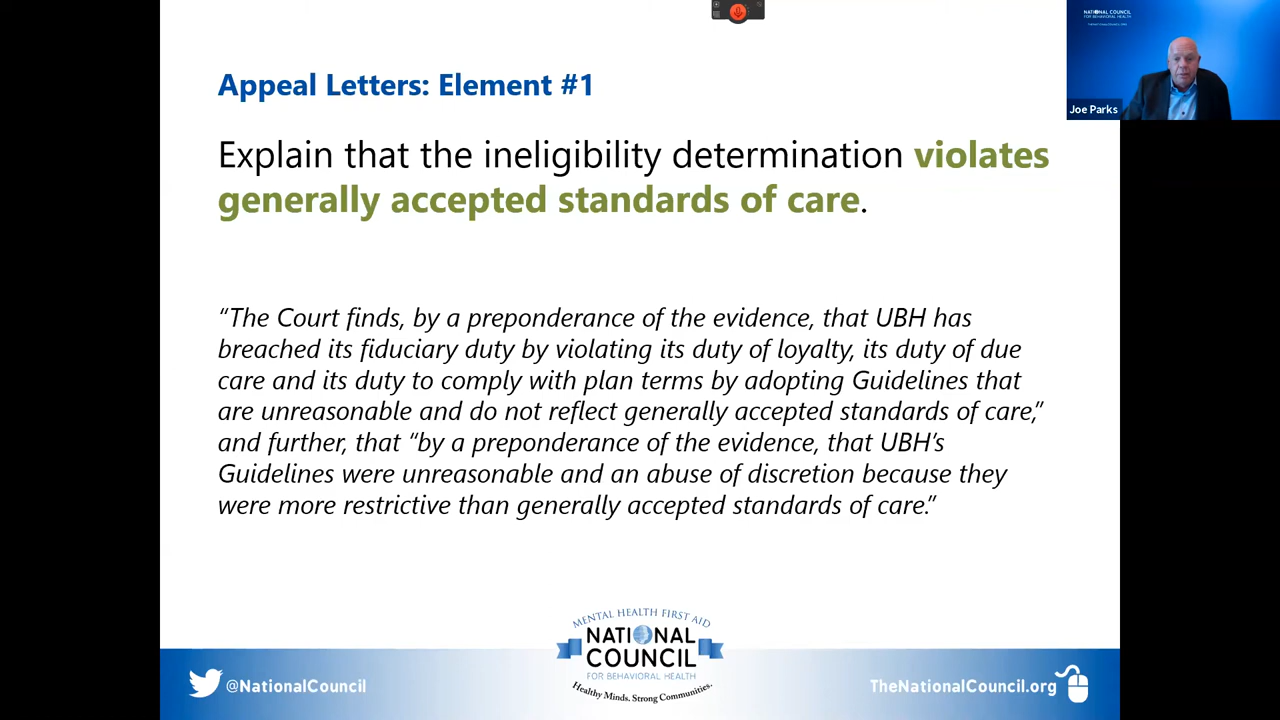 NATIONAL COUNCIL
FOR BEHAVIORAL HEALTH
Joe Parks
Appeal Letters: Element #1
Explain that the ineligibility determination violates
generally accepted standards of care.
“The Court finds, by a preponderance of the evidence, that UBH has
breached its fiduciary duty by violating its duty of loyalty, its duty of due
care and its duty to comply with plan terms by adopting Guidelines that
are unreasonable and do not reflect generally accepted standards of care,”
and further, that “by a preponderance of the evidence, that UBH’s
Guidelines were unreasonable and an abuse of discretion because they
were more restrictive than generally accepted standards of care.”
MENTAL HEALTH FIRST AID
NATIONAL
COUNCIL
FOR BEHAVIORAL HEALTH
Healthy Minds. Strong Communities.
@NationalCouncil
TheNationalCouncil.org